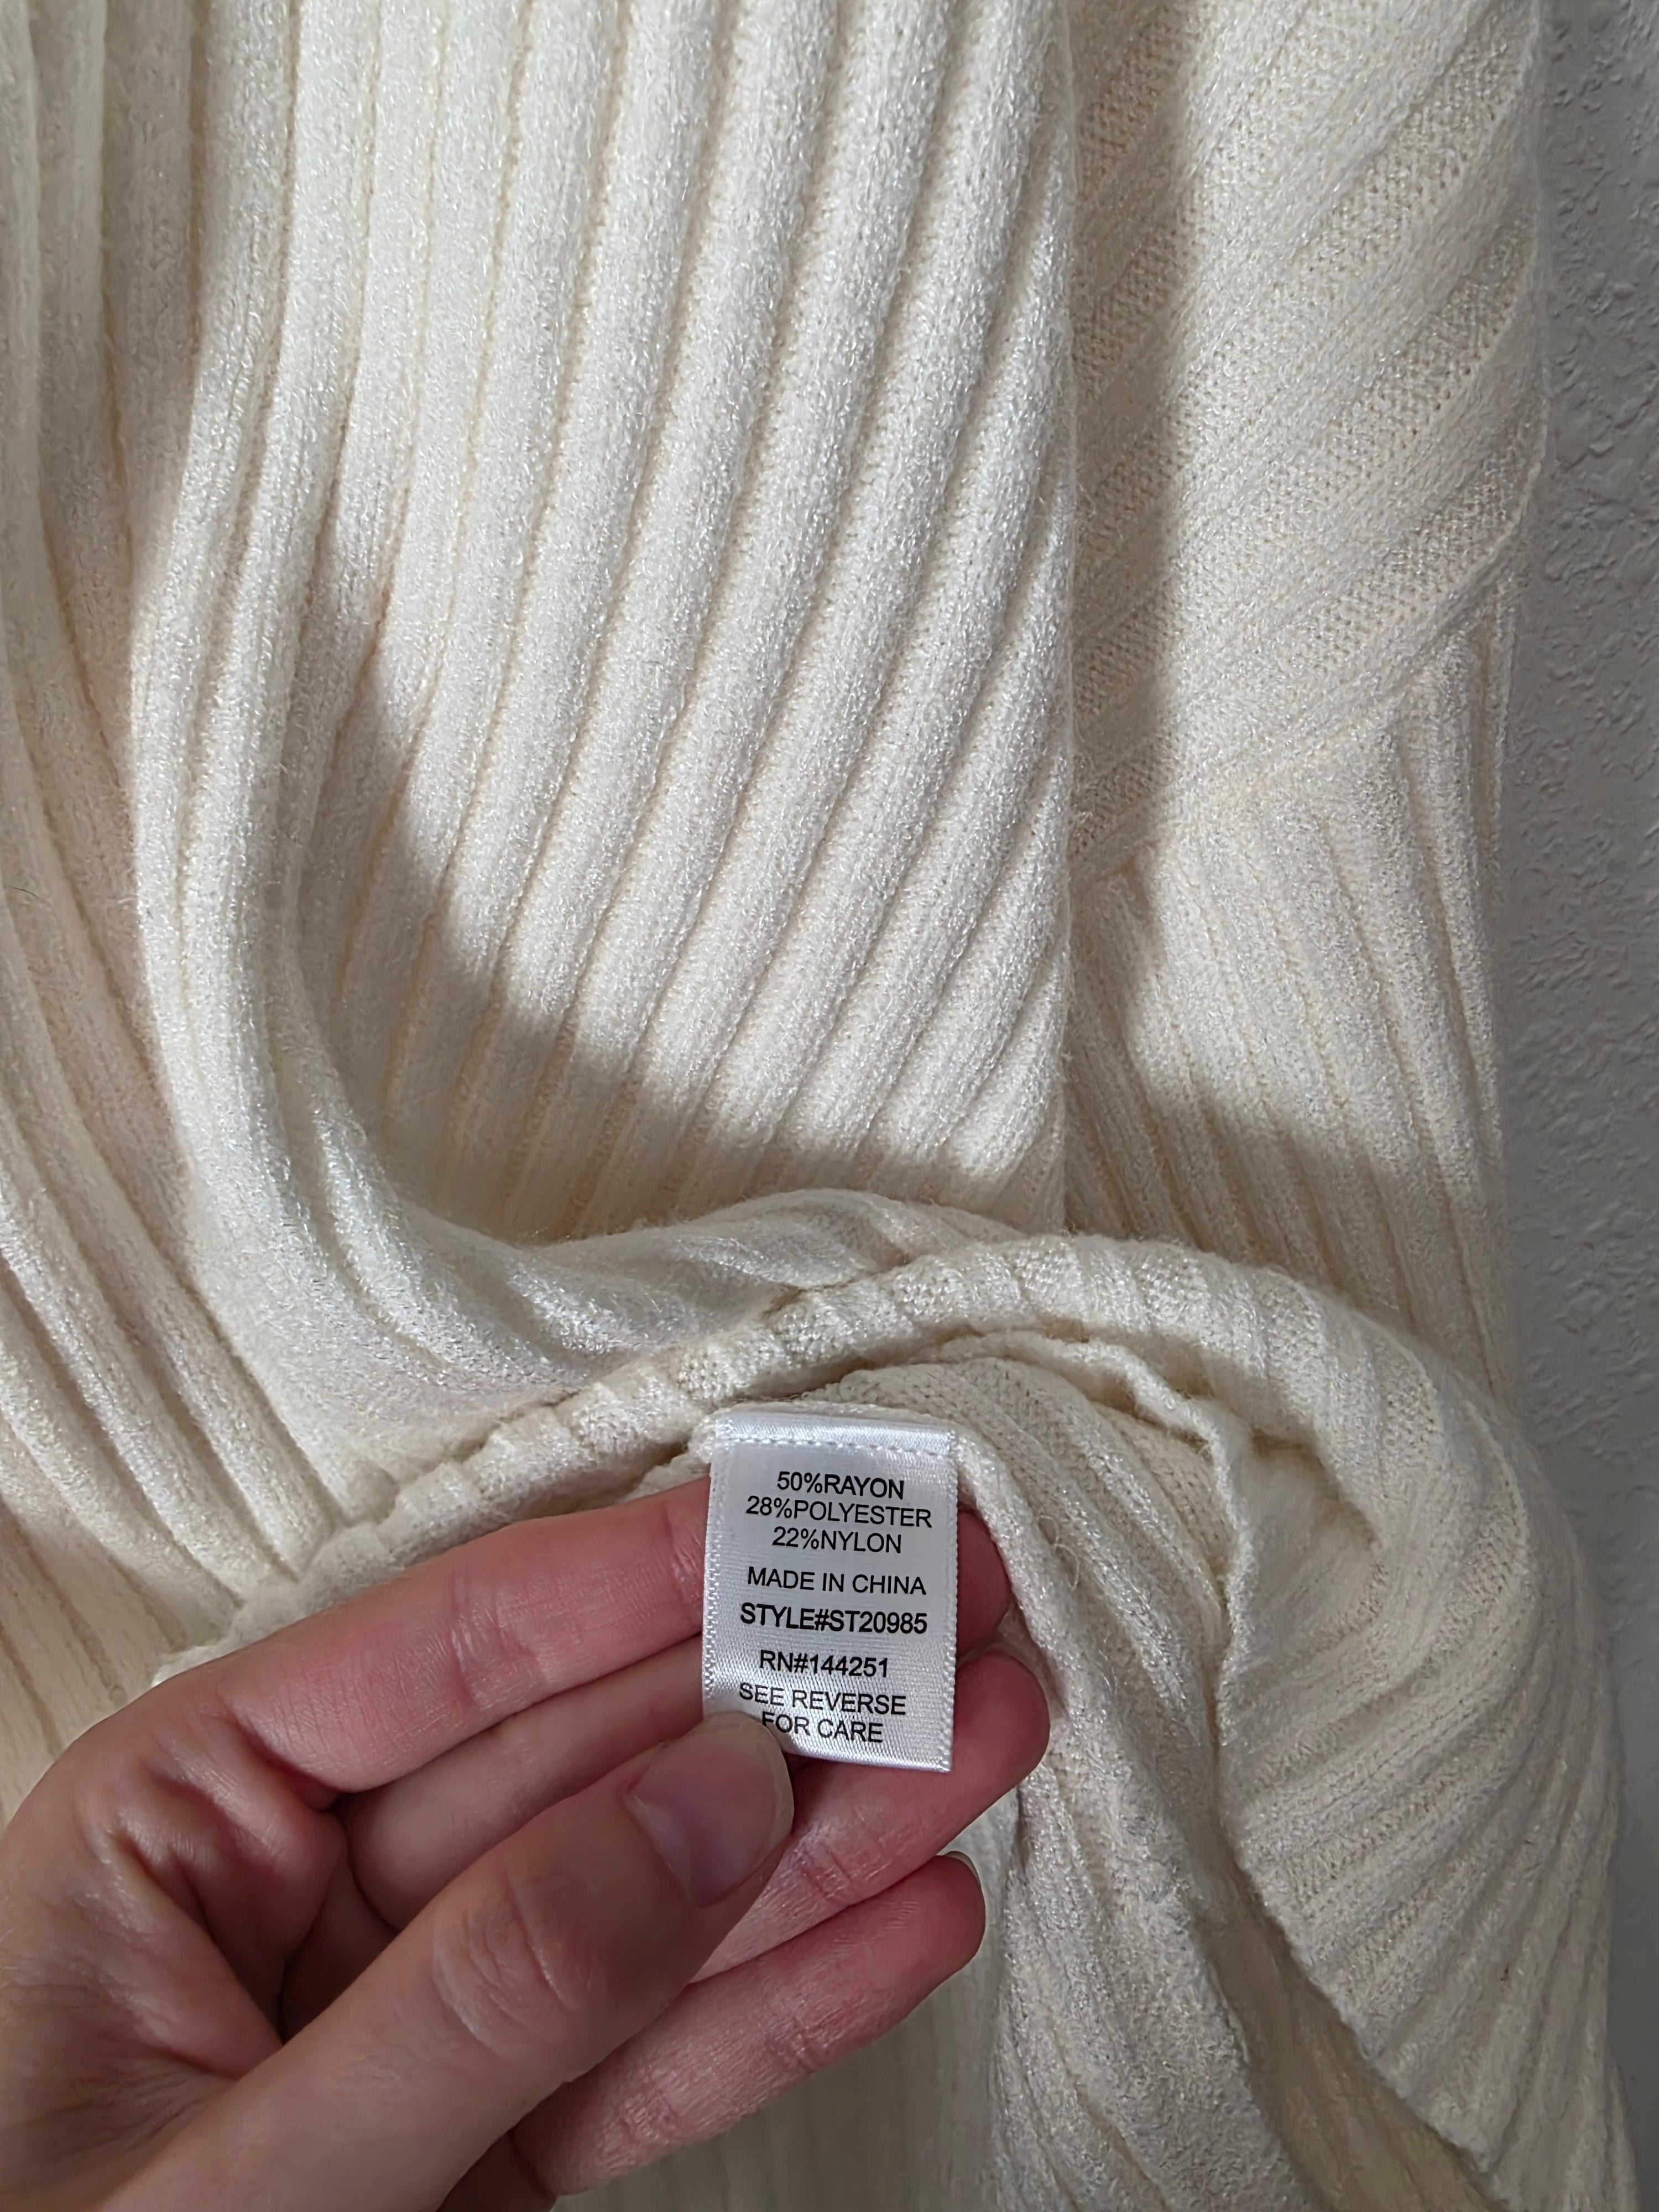 50%RAYON
28%POLYESTER
22%NYLON
MADE IN CHINA
STYLE#ST20985
RN#144251
SEE REVERSE
FOR CARE